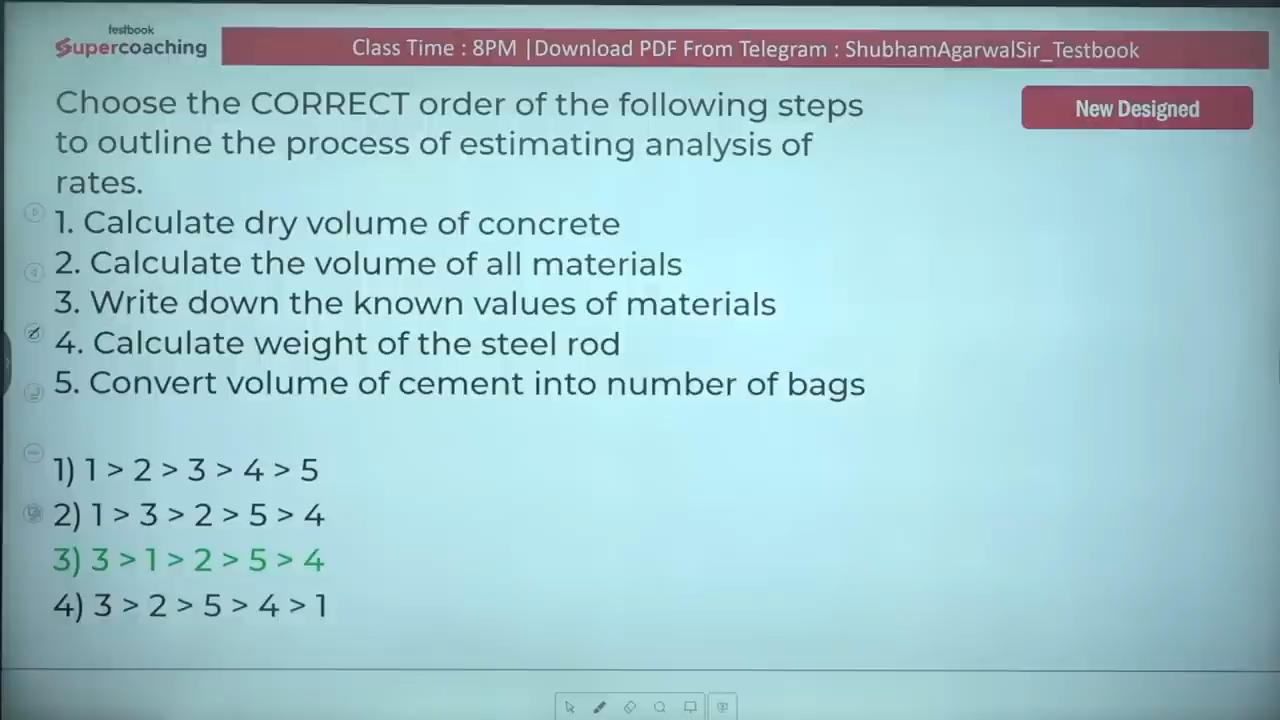 testbook
Supercoaching
Class Time : 8PM |Download PDF From Telegram : ShubhamAgarwalSir_Testbook
New Designed
Choose the CORRECT order of the following steps
to outline the process of estimating analysis of
rates.
1. Calculate dry volume of concrete
2. Calculate the volume of all materials
3. Write down the known values of materials
4. Calculate weight of the steel rod
5. Convert volume of cement into number of bags
1) 1 > 2 > 3 > 4 > 5
2) 1 > 3 > 2 > 5 > 4
3) 3 > 1 > 2 > 5 > 4
4) 3 > 2 > 5 > 4 > 1